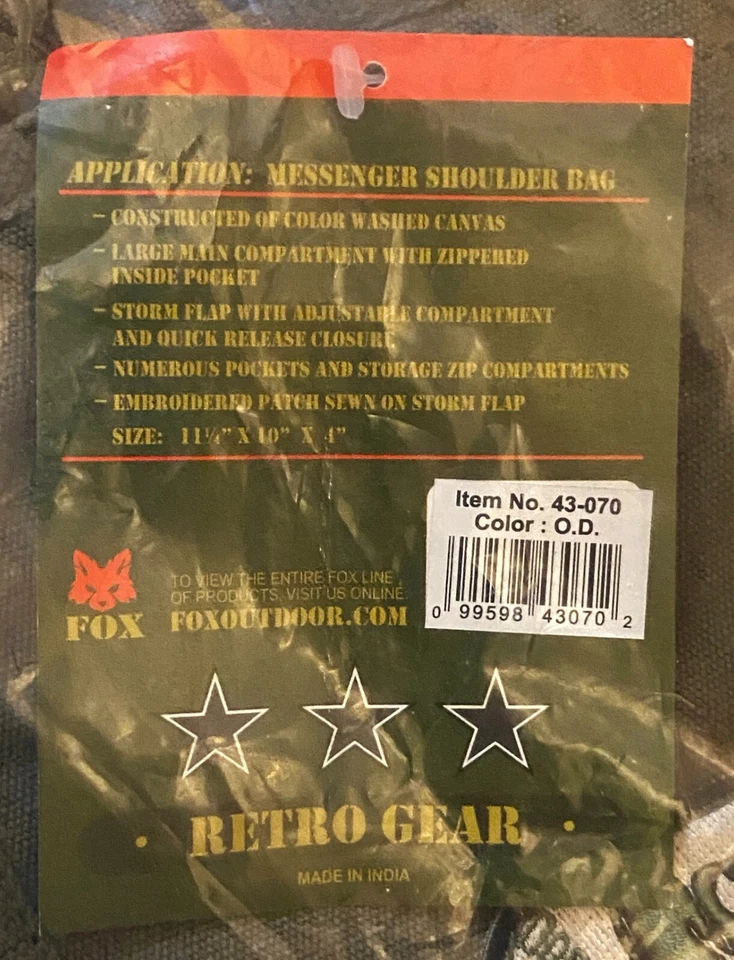 APPLICATION: MESSENGER SHOULDER BAG
– CONSTRUCTED OF COLOR WASHED CANVAS
– LARGE MAIN COMPARTMENT WITH ZIPPERED
INSIDE POCKET
– STORM FLAP WITH ADJUSTABLE COMPARTMENT
AND QUICK RELEASE CLOSURE
– NUMEROUS POCKETS AND STORAGE ZIP COMPARTMENTS
– EMBROIDERED PATCH SEWN ON STORM FLAP
SIZE: 11¼" X 10" X 4"
Item No. 43-070
Color : O.D.
0 99598 43070 2
TO VIEW THE ENTIRE FOX LINE
OF PRODUCTS, VISIT US ONLINE:
FOX FOXOUTDOOR.COM
• RETRO GEAR •
MADE IN INDIA